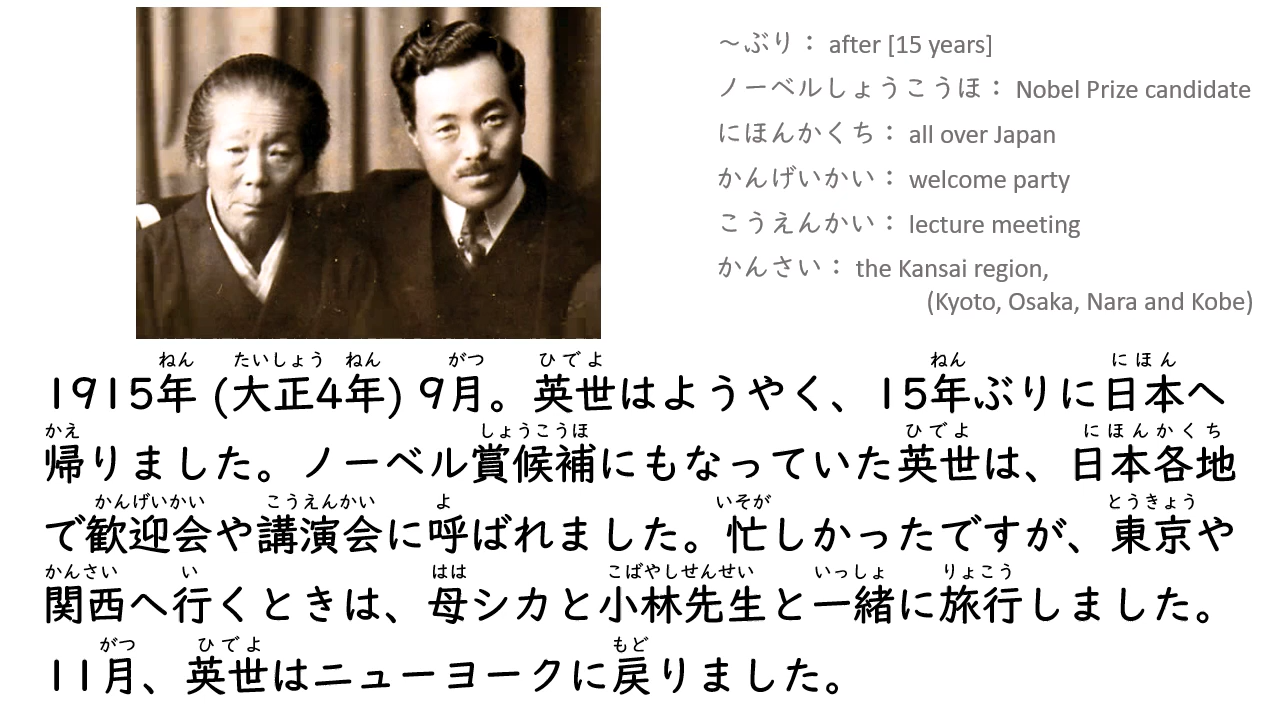 ～ぶり： after [15 years]
ノーベルしょうこうほ： Nobel Prize candidate
にほんかくち： all over Japan
かんげいかい： welcome party
こうえんかい： lecture meeting
かんさい： the Kansai region,
(Kyoto, Osaka, Nara and Kobe)
ねん たいしょう ねん がつ ひでよ ねん にほん
1915年 (大正4年) 9月。英世はようやく、15年ぶりに日本へ
かえ しょうこうほ ひでよ にほんかくち
帰りました。ノーベル賞候補にもなっていた英世は、日本各地
かんげいかい こうえんかい よ いそが とうきょう
で歓迎会や講演会に呼ばれました。忙しかったですが、東京や
かんさい い はは こばやしせんせい いっしょ りょこう
関西へ行くときは、母シカと小林先生と一緒に旅行しました。
がつ ひでよ もど
11月、英世はニューヨークに戻りました。